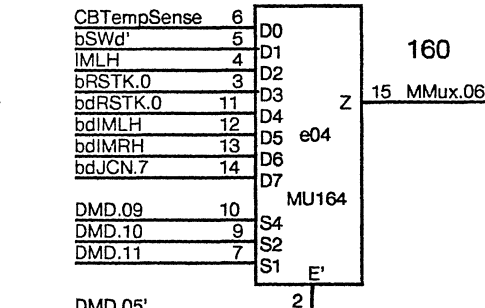 CBTempSense 6 D0
bSWd' 5 D1
IMLH 4 D2
160
bRSTK.0 3 D3
15 MMux.06
Z
bdRSTK.0 11 D4
bdIMLH 12 D5
e04
bdIMRH 13 D6
bdJCN.7 14 D7
MU164
DMD.09 10 S4
DMD.10 9 S2
DMD.11 7 S1
E'
2
DMD.05'